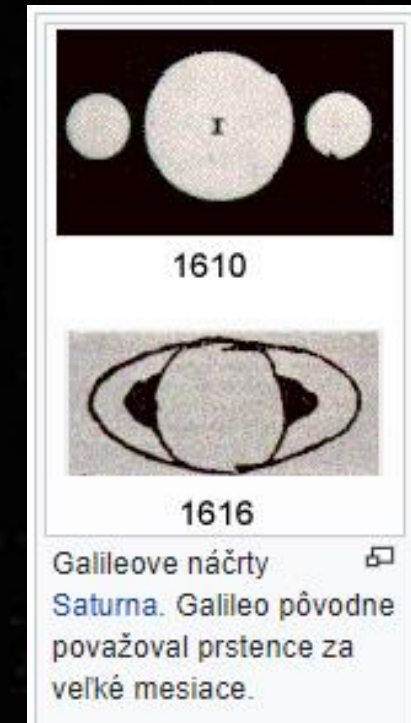 I
1610
1616
Galileove náčrty
Saturna. Galileo pôvodne
považoval prstence za
veľké mesiace.